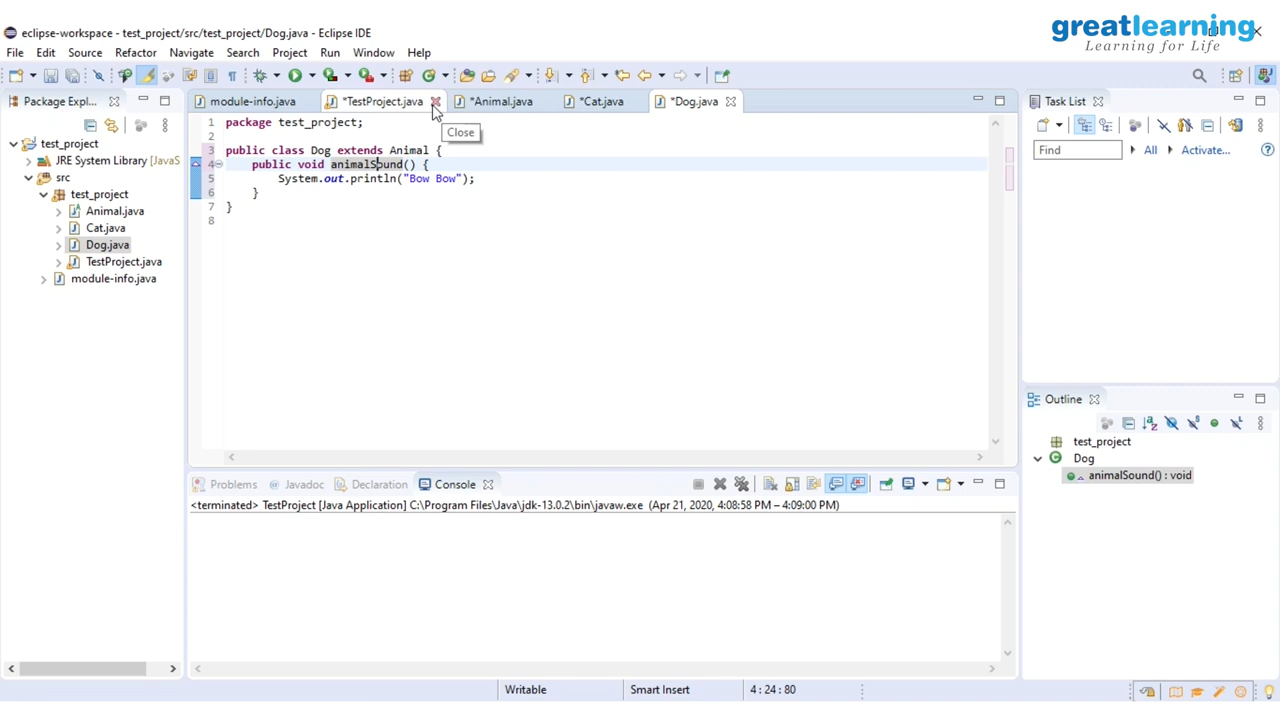 greatlearning
Learning for Life
eclipse-workspace - test_project/src/test_project/Dog.java - Eclipse IDE
File Edit Source Refactor Navigate Search Project Run Window Help
Package Expl...
module-info.java
*TestProject.java
*Animal.java
*Cat.java
*Dog.java
Close
test_project
JRE System Library [JavaS
src
test_project
Animal.java
Cat.java
Dog.java
TestProject.java
module-info.java
1 package test_project;
2
3 public class Dog extends Animal {
4 public void animalSound() {
5 System.out.println("Bow Bow");
6 }
7 }
8
Task List
Find All Activate...
Outline
test_project
Dog
animalSound() : void
Problems Javadoc Declaration Console
<terminated> TestProject [Java Application] C:\Program Files\Java\jdk-13.0.2\bin\javaw.exe (Apr 21, 2020, 4:08:58 PM – 4:09:00 PM)
Writable Smart Insert 4 : 24 : 80